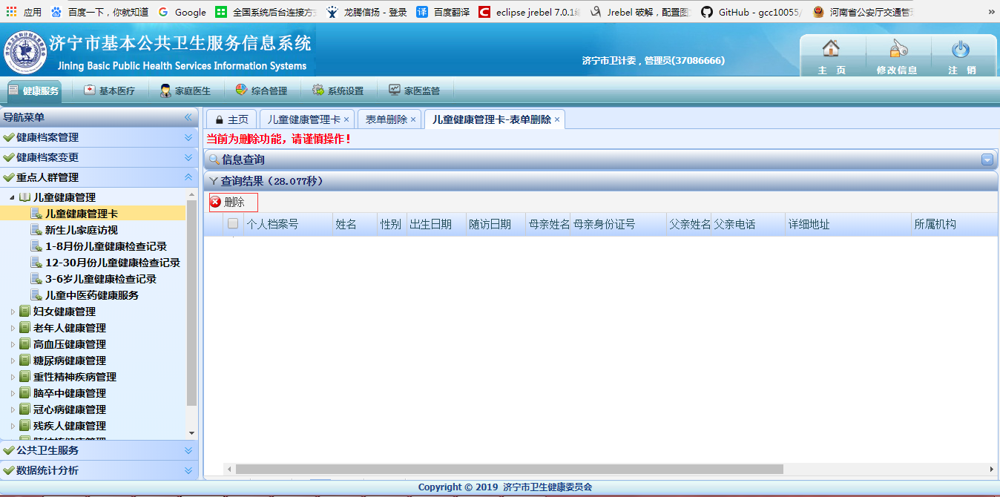 应用 百度一下，你就知道 Google 全国系统后台连接方 龙腾信扬 - 登录 百度翻译 eclipse jrebel 7.0.1 Jrebel 破解，配置图 GitHub - gcc10055/ 河南省公安厅交通管 »
济宁市基本公共卫生服务信息系统
Jining Basic Public Health Services Information Systems
济宁市卫计委，管理员(37086666)
主 页 修改信息 注 销
健康服务 基本医疗 家庭医生 综合管理 系统设置 家医监管
导航菜单
健康档案管理
健康档案变更
重点人群管理
儿童健康管理
儿童健康管理卡
新生儿家庭访视
1-8月份儿童健康检查记录
12-30月份儿童健康检查记录
3-6岁儿童健康检查记录
儿童中医药健康服务
妇女健康管理
老年人健康管理
高血压健康管理
糖尿病健康管理
重性精神疾病管理
脑卒中健康管理
冠心病健康管理
残疾人健康管理
公共卫生服务
数据统计分析
主页 儿童健康管理卡 × 表单删除 × 儿童健康管理卡-表单删除 ×
当前为删除功能，请谨慎操作！
信息查询
查询结果（28.077秒）
删除
个人档案号 姓名 性别 出生日期 随访日期 母亲姓名 母亲身份证号 父亲姓名 父亲电话 详细地址 所属机构
Copyright © 2019 济宁市卫生健康委员会